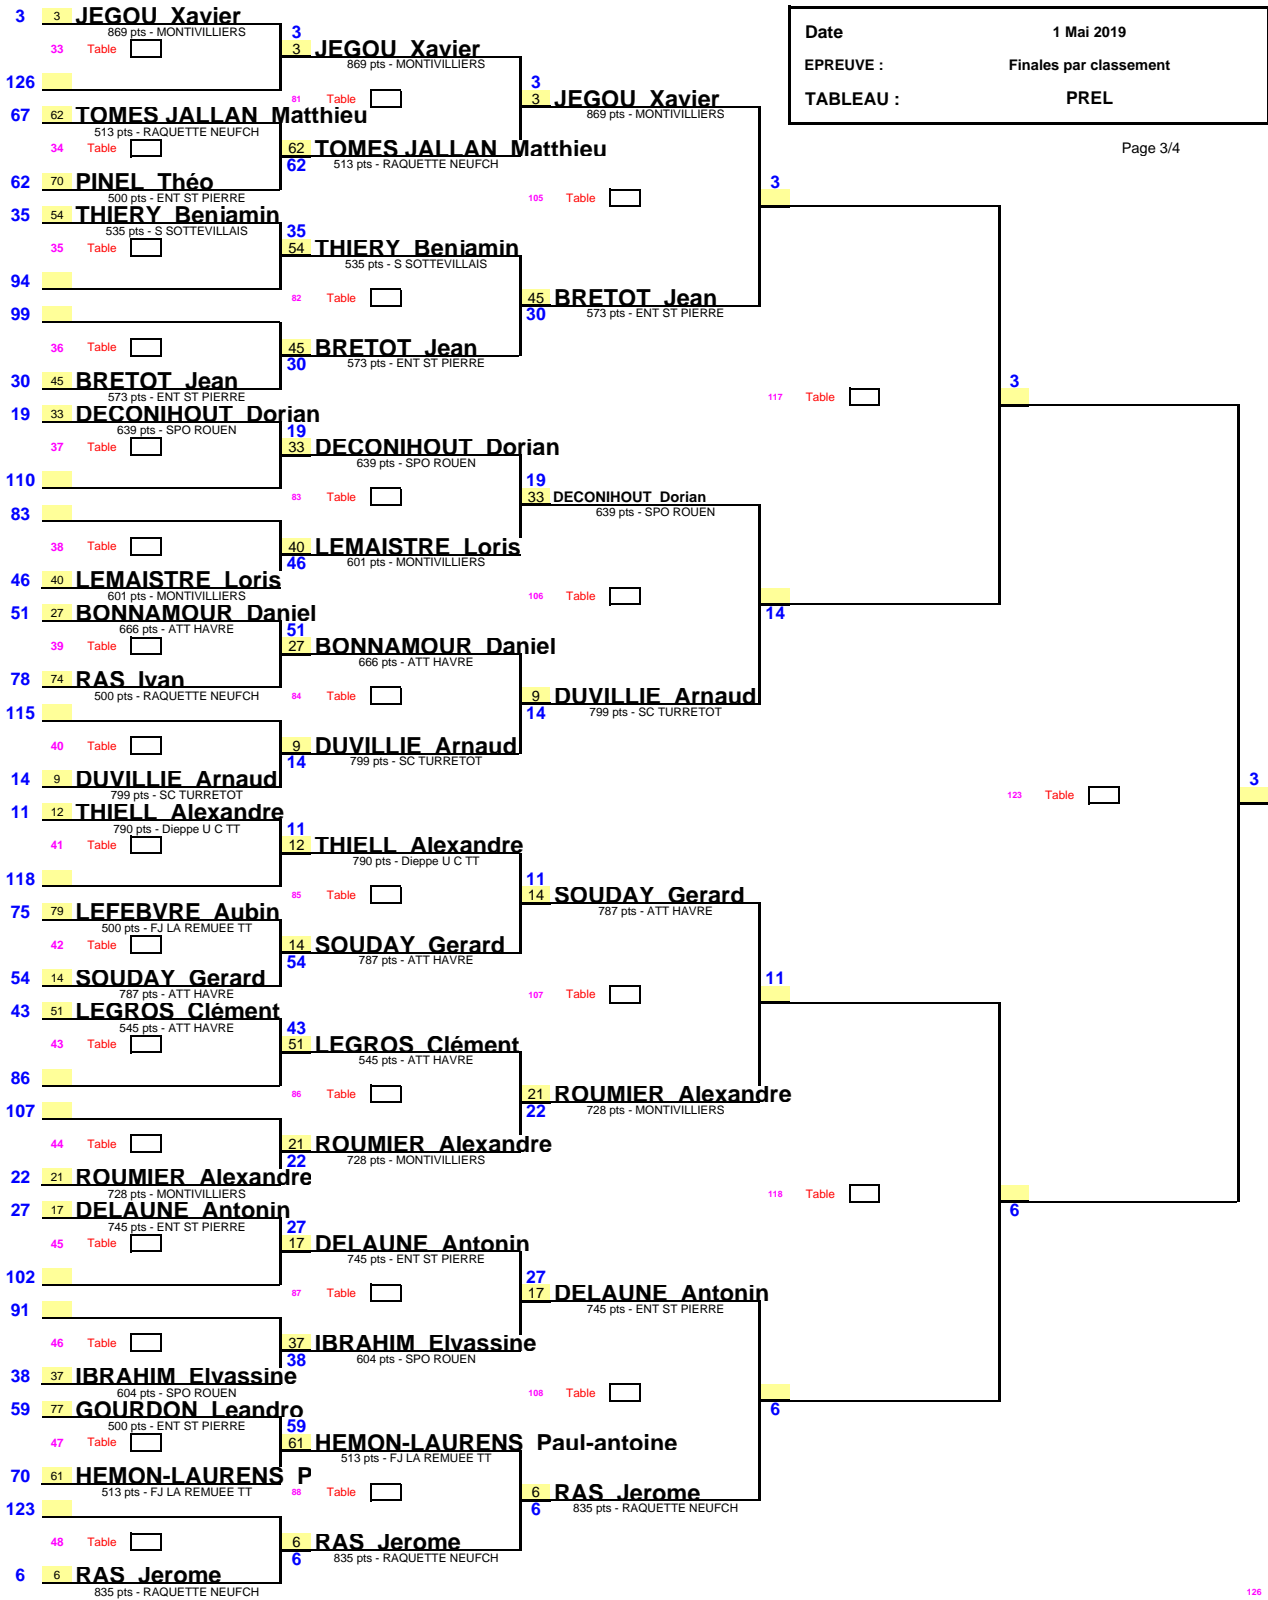 Date 1 Mai 2019
EPREUVE : Finales par classement
TABLEAU : PREL
Page 3/4
3 3 JEGOU Xavier
869 pts - MONTIVILLIERS
33 Table
126
67 62 TOMES JALLAN Matthieu
513 pts - RAQUETTE NEUFCH
34 Table
62 70 PINEL Théo
500 pts - ENT ST PIERRE
35 54 THIERY Benjamin
535 pts - S SOTTEVILLAIS
35 Table
94
99
36 Table
30 45 BRETOT Jean
573 pts - ENT ST PIERRE
19 33 DECONIHOUT Dorian
639 pts - SPO ROUEN
37 Table
110
83
38 Table
46 40 LEMAISTRE Loris
601 pts - MONTIVILLIERS
51 27 BONNAMOUR Daniel
666 pts - ATT HAVRE
39 Table
78 74 RAS Ivan
500 pts - RAQUETTE NEUFCH
115
40 Table
14 9 DUVILLIE Arnaud
799 pts - SC TURRETOT
11 12 THIELL Alexandre
790 pts - Dieppe U C TT
41 Table
118
75 79 LEFEBVRE Aubin
500 pts - FJ LA REMUEE TT
42 Table
54 14 SOUDAY Gerard
787 pts - ATT HAVRE
43 51 LEGROS Clément
545 pts - ATT HAVRE
43 Table
86
107
44 Table
22 21 ROUMIER Alexandre
728 pts - MONTIVILLIERS
27 17 DELAUNE Antonin
745 pts - ENT ST PIERRE
45 Table
102
91
46 Table
38 37 IBRAHIM Elyassine
604 pts - SPO ROUEN
59 77 GOURDON Leandro
500 pts - ENT ST PIERRE
47 Table
70 61 HEMON-LAURENS P
513 pts - FJ LA REMUEE TT
123
48 Table
6 6 RAS Jerome
835 pts - RAQUETTE NEUFCH
3
3 JEGOU Xavier
869 pts - MONTIVILLIERS
81 Table
62 TOMES JALLAN Matthieu
62 513 pts - RAQUETTE NEUFCH
35
54 THIERY Benjamin
535 pts - S SOTTEVILLAIS
82 Table
45 BRETOT Jean
30 573 pts - ENT ST PIERRE
19
33 DECONIHOUT Dorian
639 pts - SPO ROUEN
83 Table
40 LEMAISTRE Loris
46 601 pts - MONTIVILLIERS
51
27 BONNAMOUR Daniel
666 pts - ATT HAVRE
84 Table
9 DUVILLIE Arnaud
14 799 pts - SC TURRETOT
11
12 THIELL Alexandre
790 pts - Dieppe U C TT
85 Table
14 SOUDAY Gerard
54 787 pts - ATT HAVRE
43
51 LEGROS Clément
545 pts - ATT HAVRE
86 Table
21 ROUMIER Alexandre
22 728 pts - MONTIVILLIERS
27
17 DELAUNE Antonin
745 pts - ENT ST PIERRE
87 Table
37 IBRAHIM Elyassine
38 604 pts - SPO ROUEN
59
61 HEMON-LAURENS Paul-antoine
513 pts - FJ LA REMUEE TT
88 Table
6 RAS Jerome
6 835 pts - RAQUETTE NEUFCH
3
3 JEGOU Xavier
869 pts - MONTIVILLIERS
105 Table
45 BRETOT Jean
30 573 pts - ENT ST PIERRE
19
33 DECONIHOUT Dorian
639 pts - SPO ROUEN
106 Table
9 DUVILLIE Arnaud
14 799 pts - SC TURRETOT
11
14 SOUDAY Gerard
787 pts - ATT HAVRE
107 Table
21 ROUMIER Alexandre
22 728 pts - MONTIVILLIERS
27
17 DELAUNE Antonin
745 pts - ENT ST PIERRE
108 Table
6 RAS Jerome
6 835 pts - RAQUETTE NEUFCH
3
117 Table
14
11
118 Table
6
3
123 Table
6
3
126